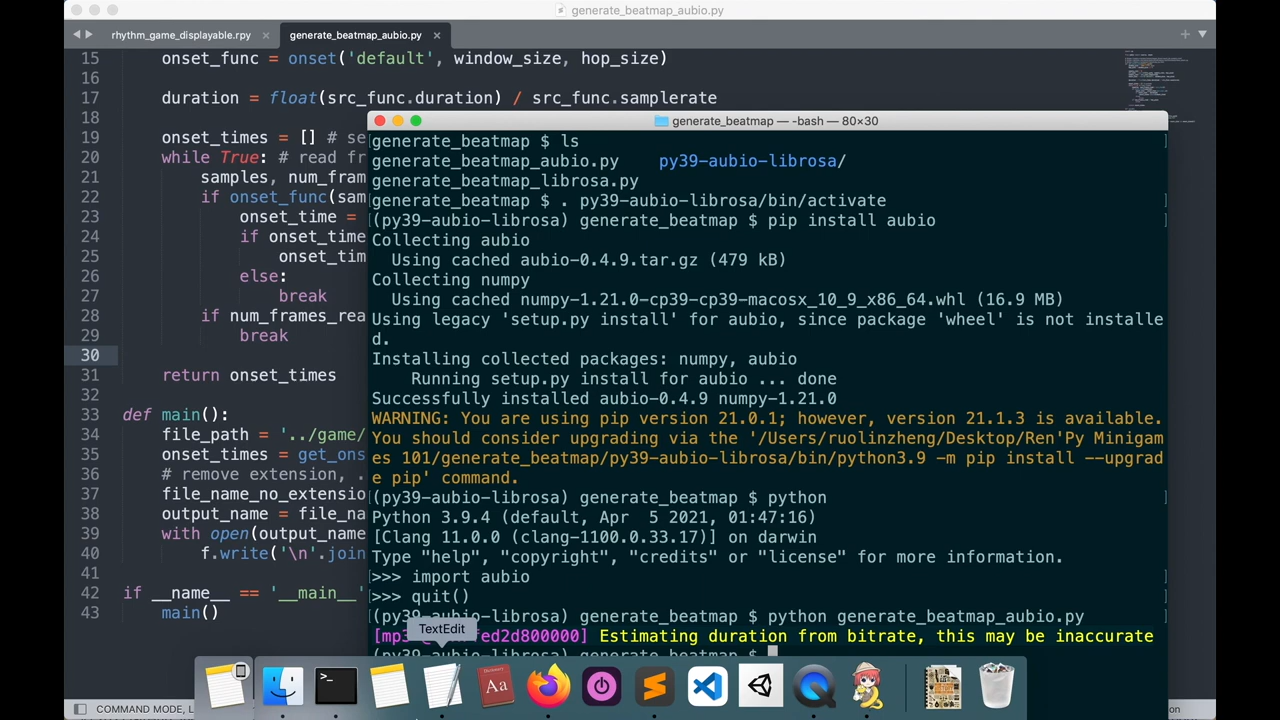 generate_beatmap_aubio.py
rhythm_game_displayable.rpy × generate_beatmap_aubio.py ×
15 onset_func = onset('default', window_size, hop_size)
16
17 duration = float(src_func.duration) / src_func.samplerate
18
19 onset_times = [] # se
20 while True: # read fr
21 samples, num_fram
22 if onset_func(sam
23 onset_time =
24 if onset_time
25 onset_tim
26 else:
27 break
28 if num_frames_rea
29 break
30
31 return onset_times
32
33 def main():
34 file_path = '../game/
35 onset_times = get_ons
36 # remove extension, .
37 file_name_no_extensio
38 output_name = file_na
39 with open(output_name
40 f.write('\n'.join
41
42 if __name__ == '__main__'
43 main()
generate_beatmap — -bash — 80×30
generate_beatmap $ ls
generate_beatmap_aubio.py py39-aubio-librosa/
generate_beatmap_librosa.py
generate_beatmap $ . py39-aubio-librosa/bin/activate
(py39-aubio-librosa) generate_beatmap $ pip install aubio
Collecting aubio
Using cached aubio-0.4.9.tar.gz (479 kB)
Collecting numpy
Using cached numpy-1.21.0-cp39-cp39-macosx_10_9_x86_64.whl (16.9 MB)
Using legacy 'setup.py install' for aubio, since package 'wheel' is not installe
d.
Installing collected packages: numpy, aubio
Running setup.py install for aubio ... done
Successfully installed aubio-0.4.9 numpy-1.21.0
WARNING: You are using pip version 21.0.1; however, version 21.1.3 is available.
You should consider upgrading via the '/Users/ruolinzheng/Desktop/Ren'Py Minigam
es 101/generate_beatmap/py39-aubio-librosa/bin/python3.9 -m pip install --upgrad
e pip' command.
(py39-aubio-librosa) generate_beatmap $ python
Python 3.9.4 (default, Apr  5 2021, 01:47:16)
[Clang 11.0.0 (clang-1100.0.33.17)] on darwin
Type "help", "copyright", "credits" or "license" for more information.
>>> import aubio
>>> quit()
(py39-aubio-librosa) generate_beatmap $ python generate_beatmap_aubio.py
[mp3 fed2d800000] Estimating duration from bitrate, this may be inaccurate
(py39-aubio-librosa) generate_beatmap $
TextEdit
Aa
Dictionary
COMMAND MODE, L